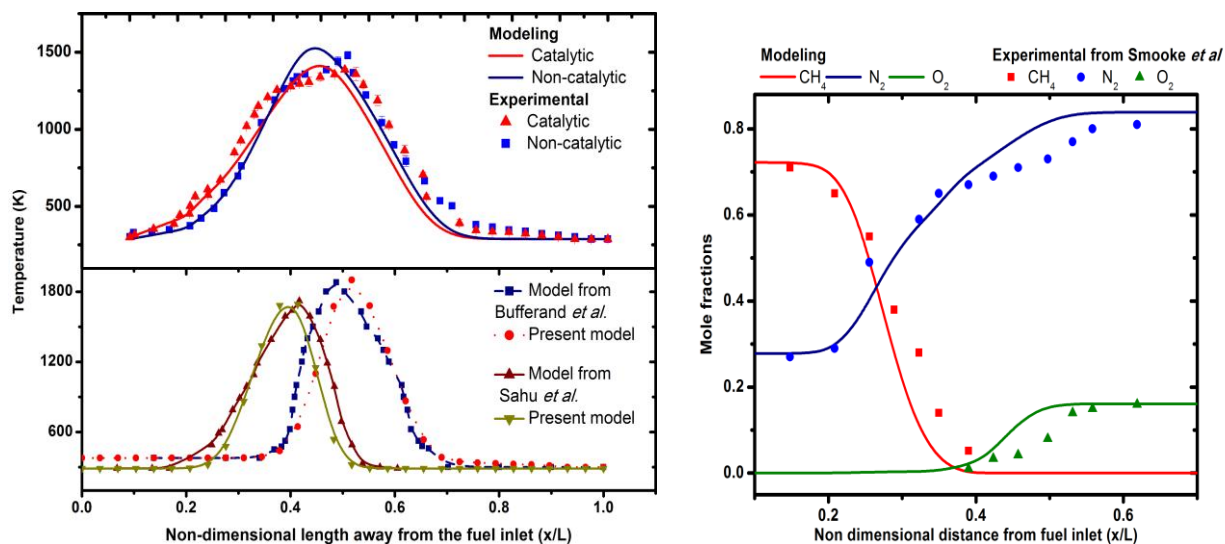 Temperature (K)
1500
1000
500
Modeling
Catalytic
Non-catalytic
Experimental
Catalytic
Non-catalytic
1800
1200
600
Model from
Bufferand et al.
Present model
Model from
Sahu et al.
Present model
0.0 0.2 0.4 0.6 0.8 1.0
Non-dimensional length away from the fuel inlet (x/L)
Modeling Experimental from Smooke et al
CH4 N2 O2 CH4 N2 O2
Mole fractions
0.8
0.6
0.4
0.2
0.0
0.2 0.4 0.6
Non dimensional distance from fuel inlet (x/L)